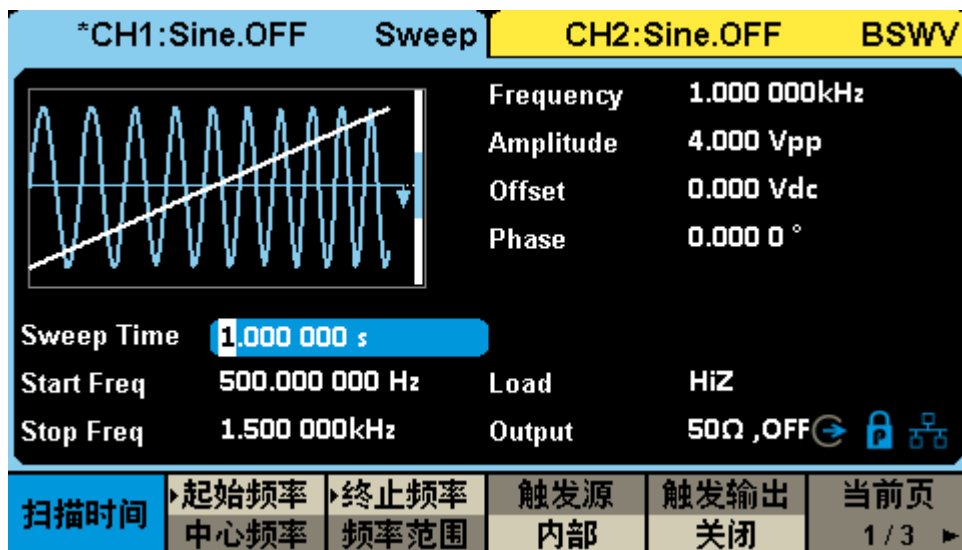 *CH1:Sine.OFF Sweep CH2:Sine.OFF BSWV
Frequency 1.000 000kHz
Amplitude 4.000 Vpp
Offset 0.000 Vdc
Phase 0.000 0 °
Sweep Time 1.000 000 s
Start Freq 500.000 000 Hz Load HiZ
Stop Freq 1.500 000kHz Output 50Ω ,OFF P
扫描时间 起始频率 终止频率 触发源 触发输出 当前页
中心频率 频率范围 内部 关闭 1 / 3